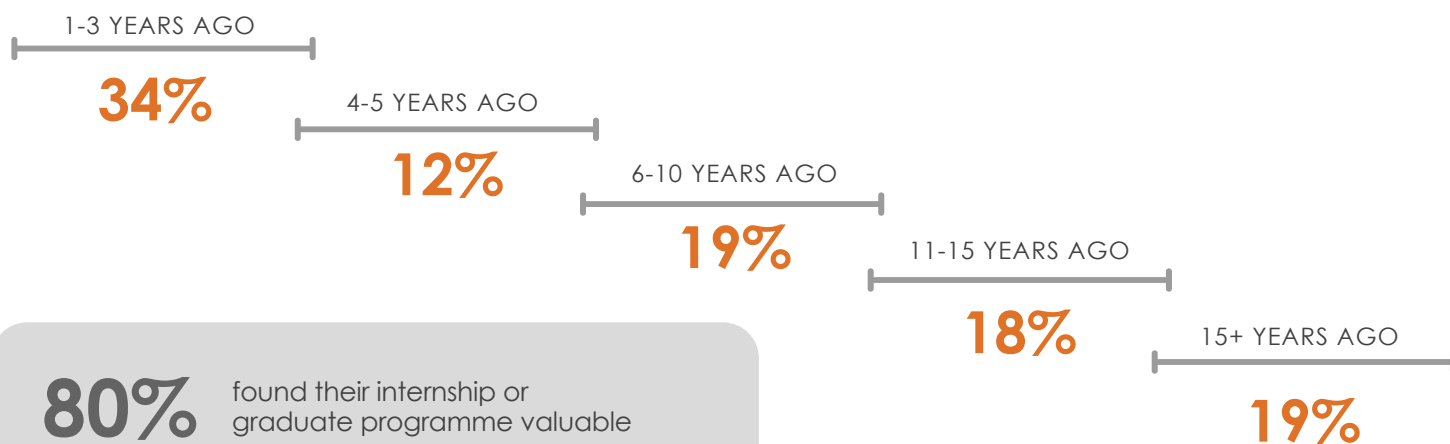 1-3 YEARS AGO
34%
4-5 YEARS AGO
12%
6-10 YEARS AGO
19%
11-15 YEARS AGO
18%
15+ YEARS AGO
19%
80%
found their internship or
graduate programme valuable